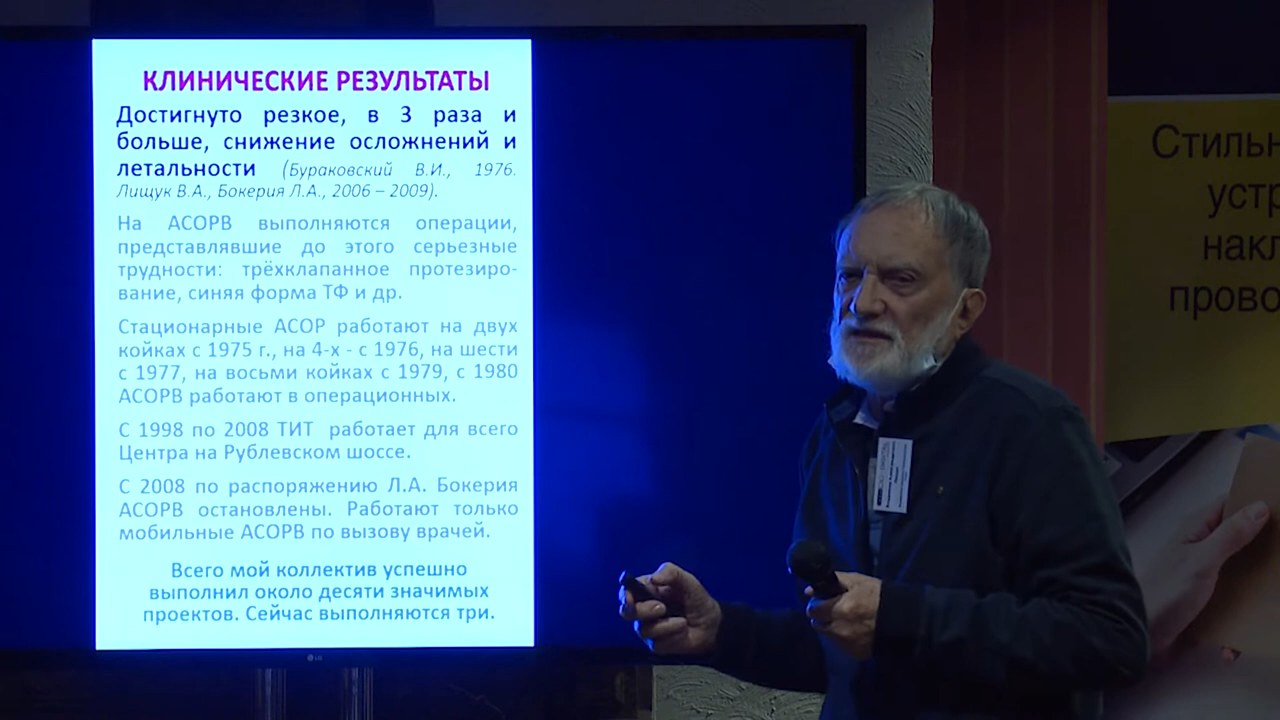 КЛИНИЧЕСКИЕ РЕЗУЛЬТАТЫ
Достигнуто резкое, в 3 раза и
больше, снижение осложнений и
летальности (Бураковский В.И., 1976.
Лищук В.А., Бокерия Л.А., 2006 – 2009).
На АСОРВ выполняются операции,
представлявшие до этого серьезные
трудности: трёхклапанное протезиро-
вание, синяя форма ТФ и др.
Стационарные АСОР работают на двух
койках с 1975 г., на 4-х - с 1976, на шести
с 1977, на восьми койках с 1979, с 1980
АСОРВ работают в операционных.
С 1998 по 2008 ТИТ работает для всего
Центра на Рублевском шоссе.
С 2008 по распоряжению Л.А. Бокерия
АСОРВ остановлены. Работают только
мобильные АСОРВ по вызову врачей.
Всего мой коллектив успешно
выполнил около десяти значимых
проектов. Сейчас выполняются три.
LG
Стильн
устр
накл
прово